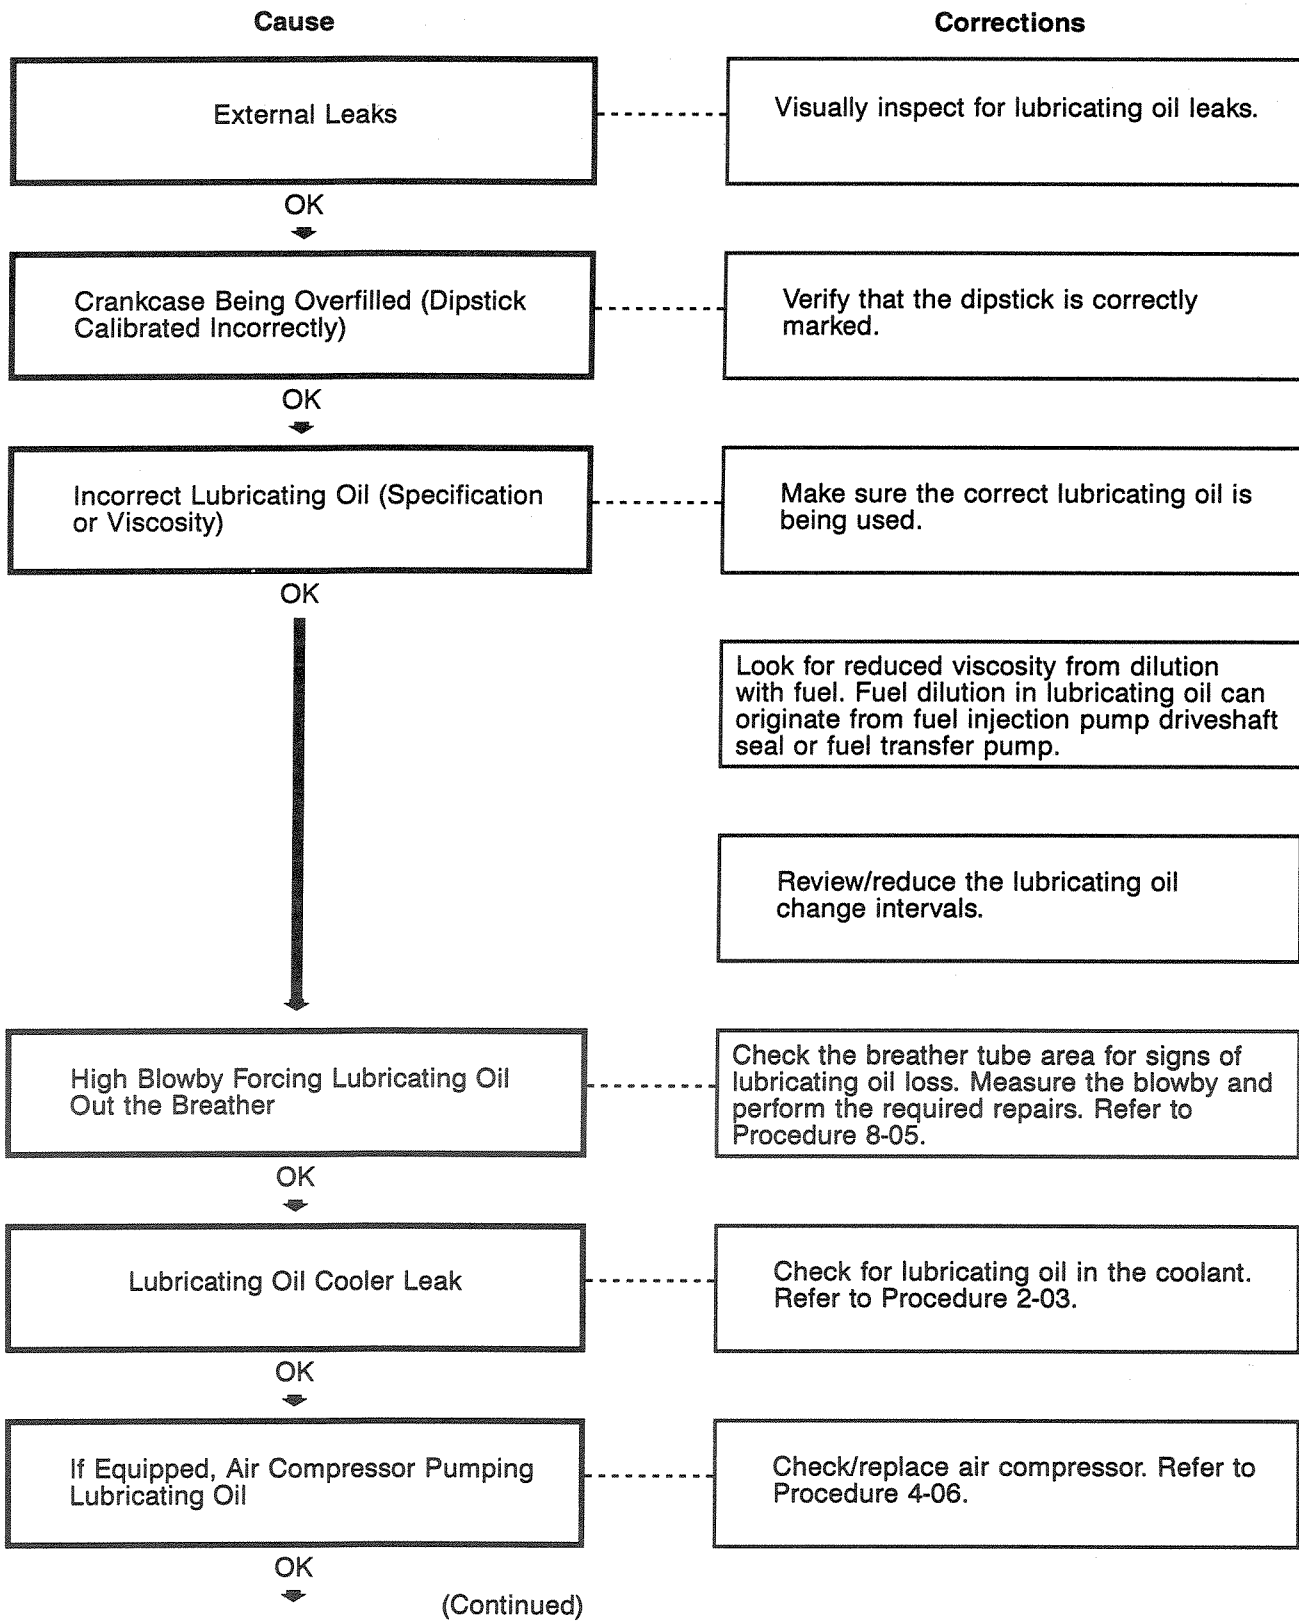 Cause
Corrections
External Leaks
Visually inspect for lubricating oil leaks.
OK
Crankcase Being Overfilled (Dipstick
Calibrated Incorrectly)
Verify that the dipstick is correctly
marked.
OK
Incorrect Lubricating Oil (Specification
or Viscosity)
Make sure the correct lubricating oil is
being used.
OK
Look for reduced viscosity from dilution
with fuel. Fuel dilution in lubricating oil can
originate from fuel injection pump driveshaft
seal or fuel transfer pump.
Review/reduce the lubricating oil
change intervals.
High Blowby Forcing Lubricating Oil
Out the Breather
Check the breather tube area for signs of
lubricating oil loss. Measure the blowby and
perform the required repairs. Refer to
Procedure 8-05.
OK
Lubricating Oil Cooler Leak
Check for lubricating oil in the coolant.
Refer to Procedure 2-03.
OK
If Equipped, Air Compressor Pumping
Lubricating Oil
Check/replace air compressor. Refer to
Procedure 4-06.
OK
(Continued)